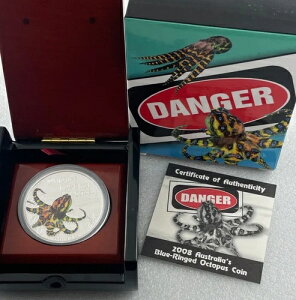 DANGER
Certificate of Authenticity
DANGER
2008 Australia's
Blue-Ringed Octopus Coin